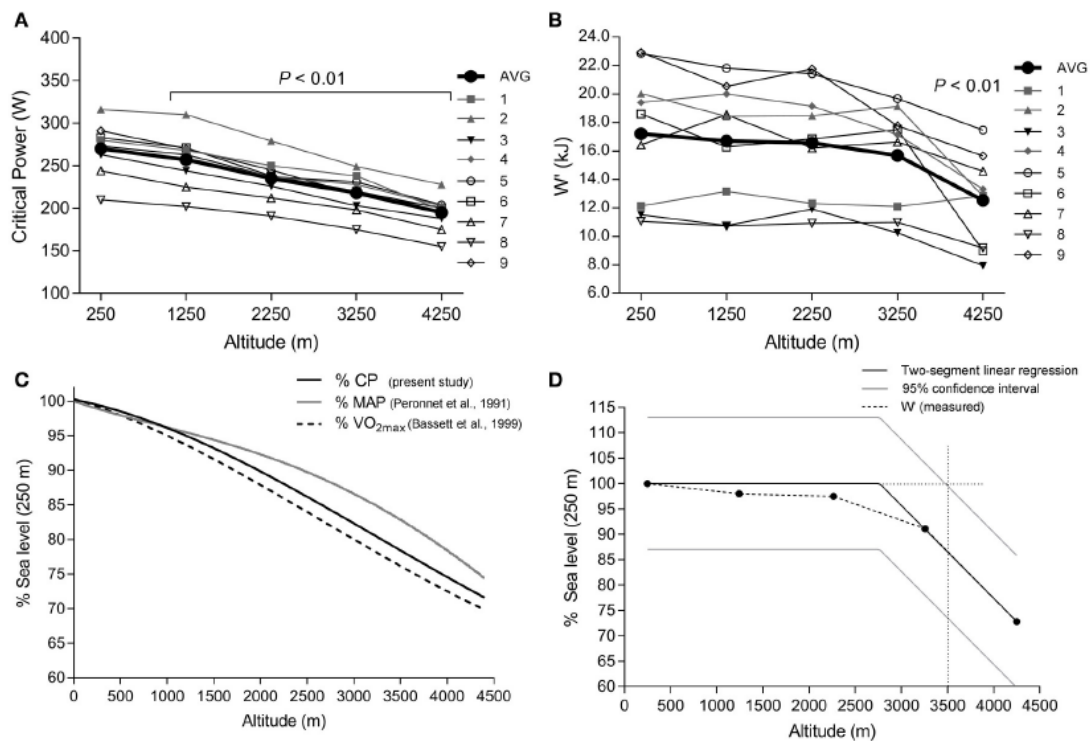 A
Critical Power (W)
400
350
300
250
200
150
100
P < 0.01
AVG
1
2
3
4
5
6
7
8
9
250 1250 2250 3250 4250
Altitude (m)
B
W' (kJ)
24.0
22.0
20.0
18.0
16.0
14.0
12.0
10.0
8.0
6.0
P < 0.01
AVG
1
2
3
4
5
6
7
8
9
250 1250 2250 3250 4250
Altitude (m)
C
% CP (present study)
% MAP (Peronnet et al., 1991)
% VO2max (Bassett et al., 1999)
% Sea level (250 m)
100
95
90
85
80
75
70
65
60
0 500 1000 1500 2000 2500 3000 3500 4000 4500
Altitude (m)
D
Two-segment linear regression
95% confidence interval
W' (measured)
% Sea level (250 m)
115
110
105
100
95
90
85
80
75
70
65
60
0 500 1000 1500 2000 2500 3000 3500 4000 4500
Altitude (m)